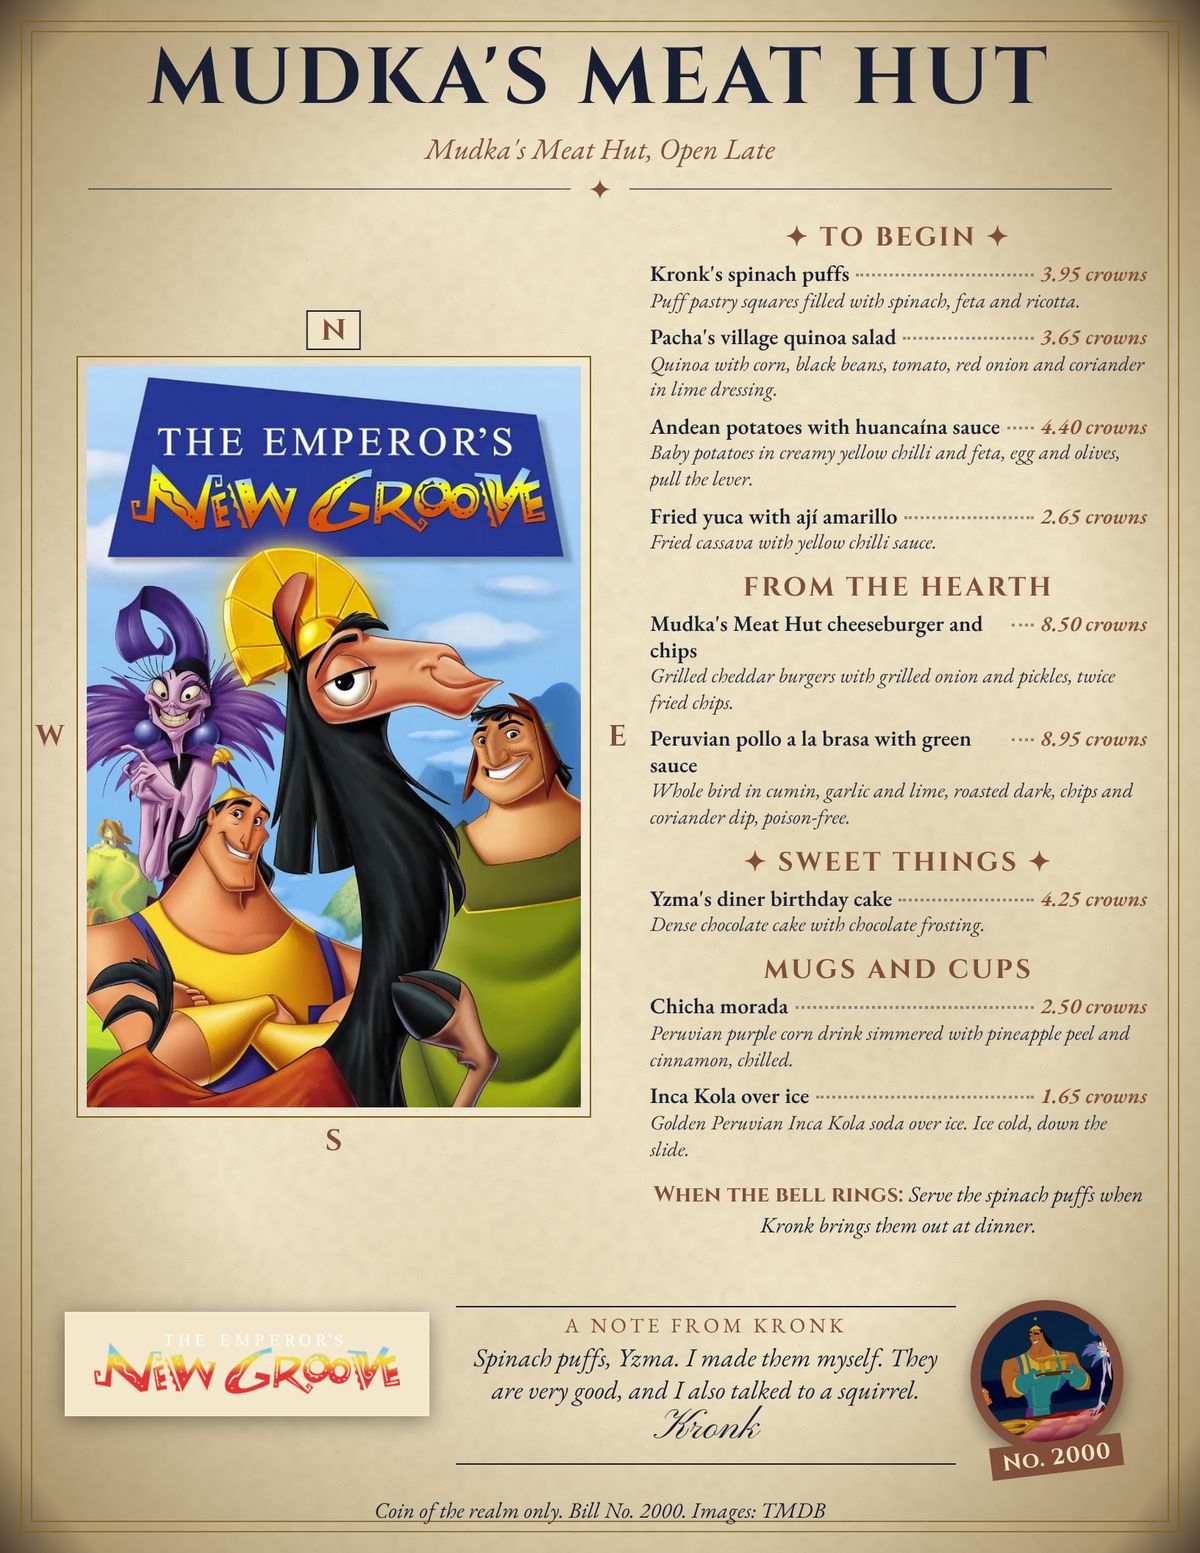 MUDKA'S MEAT HUT
Mudka's Meat Hut, Open Late
N
THE EMPEROR'S
NEW GROOVE
W
E
S
TO BEGIN
Kronk's spinach puffs 3.95 crowns
Puff pastry squares filled with spinach, feta and ricotta.
Pacha's village quinoa salad 3.65 crowns
Quinoa with corn, black beans, tomato, red onion and coriander
in lime dressing.
Andean potatoes with huancaína sauce 4.40 crowns
Baby potatoes in creamy yellow chilli and feta, egg and olives,
pull the lever.
Fried yuca with ají amarillo 2.65 crowns
Fried cassava with yellow chilli sauce.
FROM THE HEARTH
Mudka's Meat Hut cheeseburger and 8.50 crowns
chips
Grilled cheddar burgers with grilled onion and pickles, twice
fried chips.
Peruvian pollo a la brasa with green 8.95 crowns
sauce
Whole bird in cumin, garlic and lime, roasted dark, chips and
coriander dip, poison-free.
SWEET THINGS
Yzma's diner birthday cake 4.25 crowns
Dense chocolate cake with chocolate frosting.
MUGS AND CUPS
Chicha morada 2.50 crowns
Peruvian purple corn drink simmered with pineapple peel and
cinnamon, chilled.
Inca Kola over ice 1.65 crowns
Golden Peruvian Inca Kola soda over ice. Ice cold, down the
slide.
WHEN THE BELL RINGS: Serve the spinach puffs when
Kronk brings them out at dinner.
THE EMPEROR'S
NEW GROOVE
A NOTE FROM KRONK
Spinach puffs, Yzma. I made them myself. They
are very good, and I also talked to a squirrel.
Kronk
NO. 2000
Coin of the realm only. Bill No. 2000. Images: TMDB